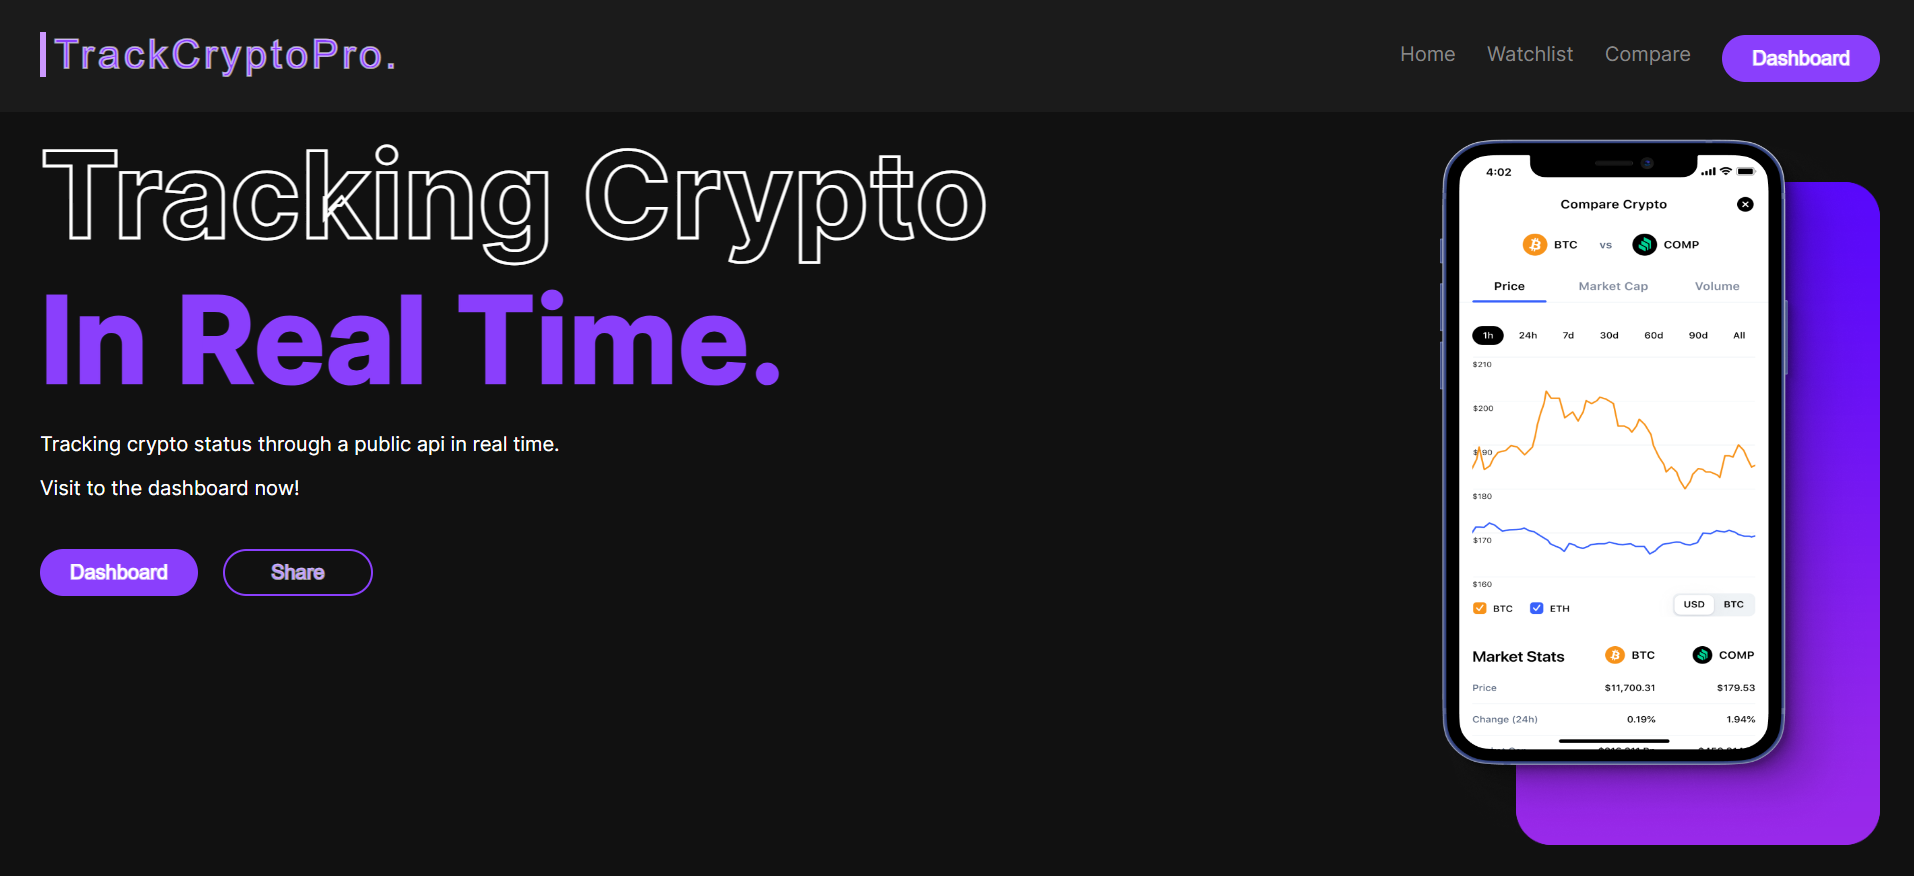 TrackCryptoPro.
Home Watchlist Compare Dashboard
Tracking Crypto
In Real Time.
Tracking crypto status through a public api in real time.
Visit to the dashboard now!
Dashboard Share
4:02
Compare Crypto
BTC vs COMP
Price Market Cap Volume
1h 24h 7d 30d 60d 90d All
$210
$200
$190
$180
$170
$160
BTC ETH USD BTC
Market Stats BTC COMP
Price $11,700.31 $179.53
Change (24h) 0.19% 1.94%